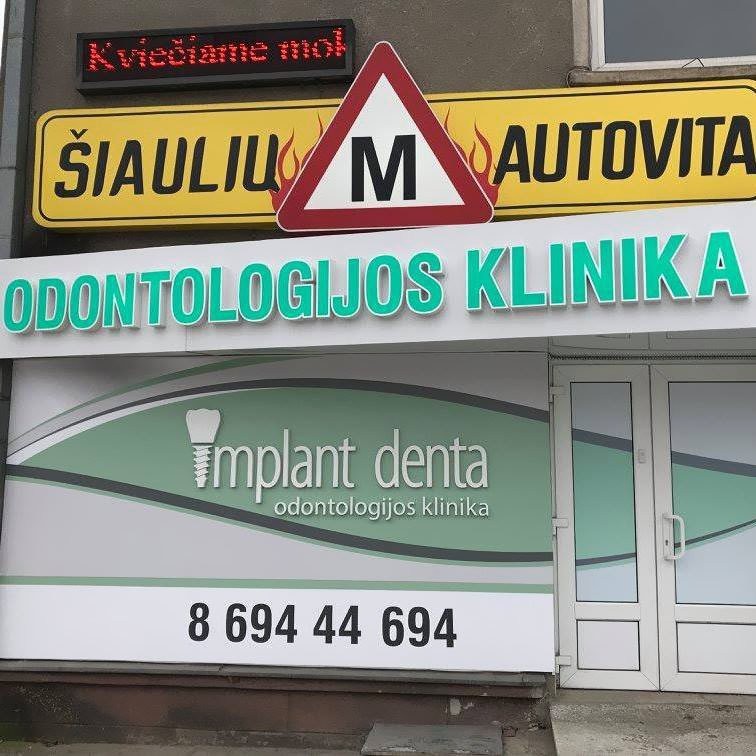 Kviečiame mok
ŠIAULIŲ M AUTOVITA
ODONTOLOGIJOS KLINIKA
implant denta
odontologijos klinika
8 694 44 694